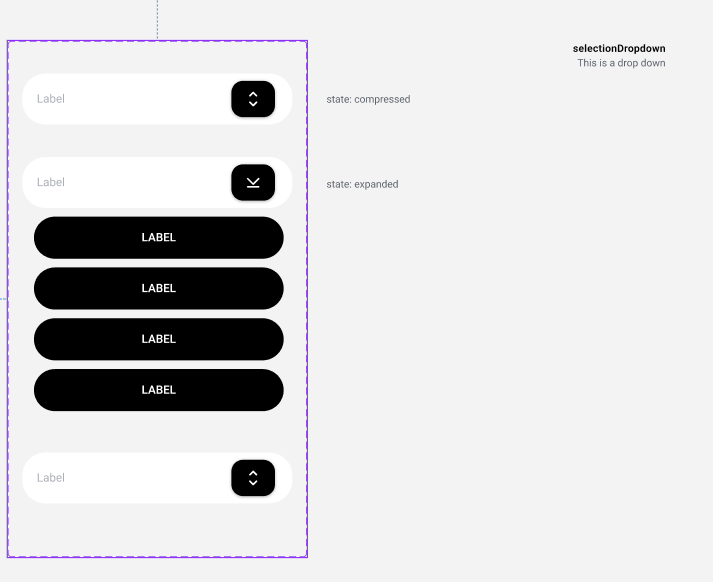 selectionDropdown
This is a drop down
Label
state: compressed
Label
state: expanded
LABEL
LABEL
LABEL
LABEL
Label